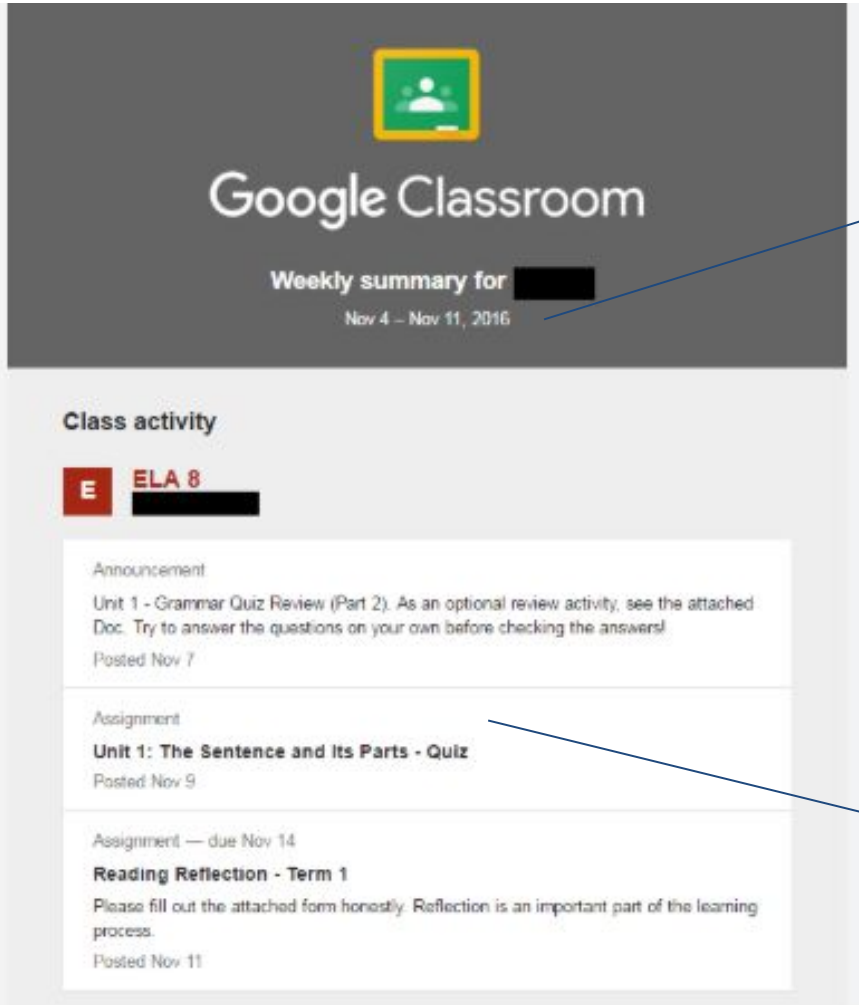 Google Classroom
Weekly summary for
Nov 4 – Nov 11, 2016
Class activity
E
ELA 8
Announcement
Unit 1 - Grammar Quiz Review (Part 2). As an optional review activity, see the attached
Doc. Try to answer the questions on your own before checking the answers!
Posted Nov 7
Assignment
Unit 1: The Sentence and Its Parts - Quiz
Posted Nov 9
Assignment — due Nov 14
Reading Reflection - Term 1
Please fill out the attached form honestly. Reflection is an important part of the learning
process.
Posted Nov 11